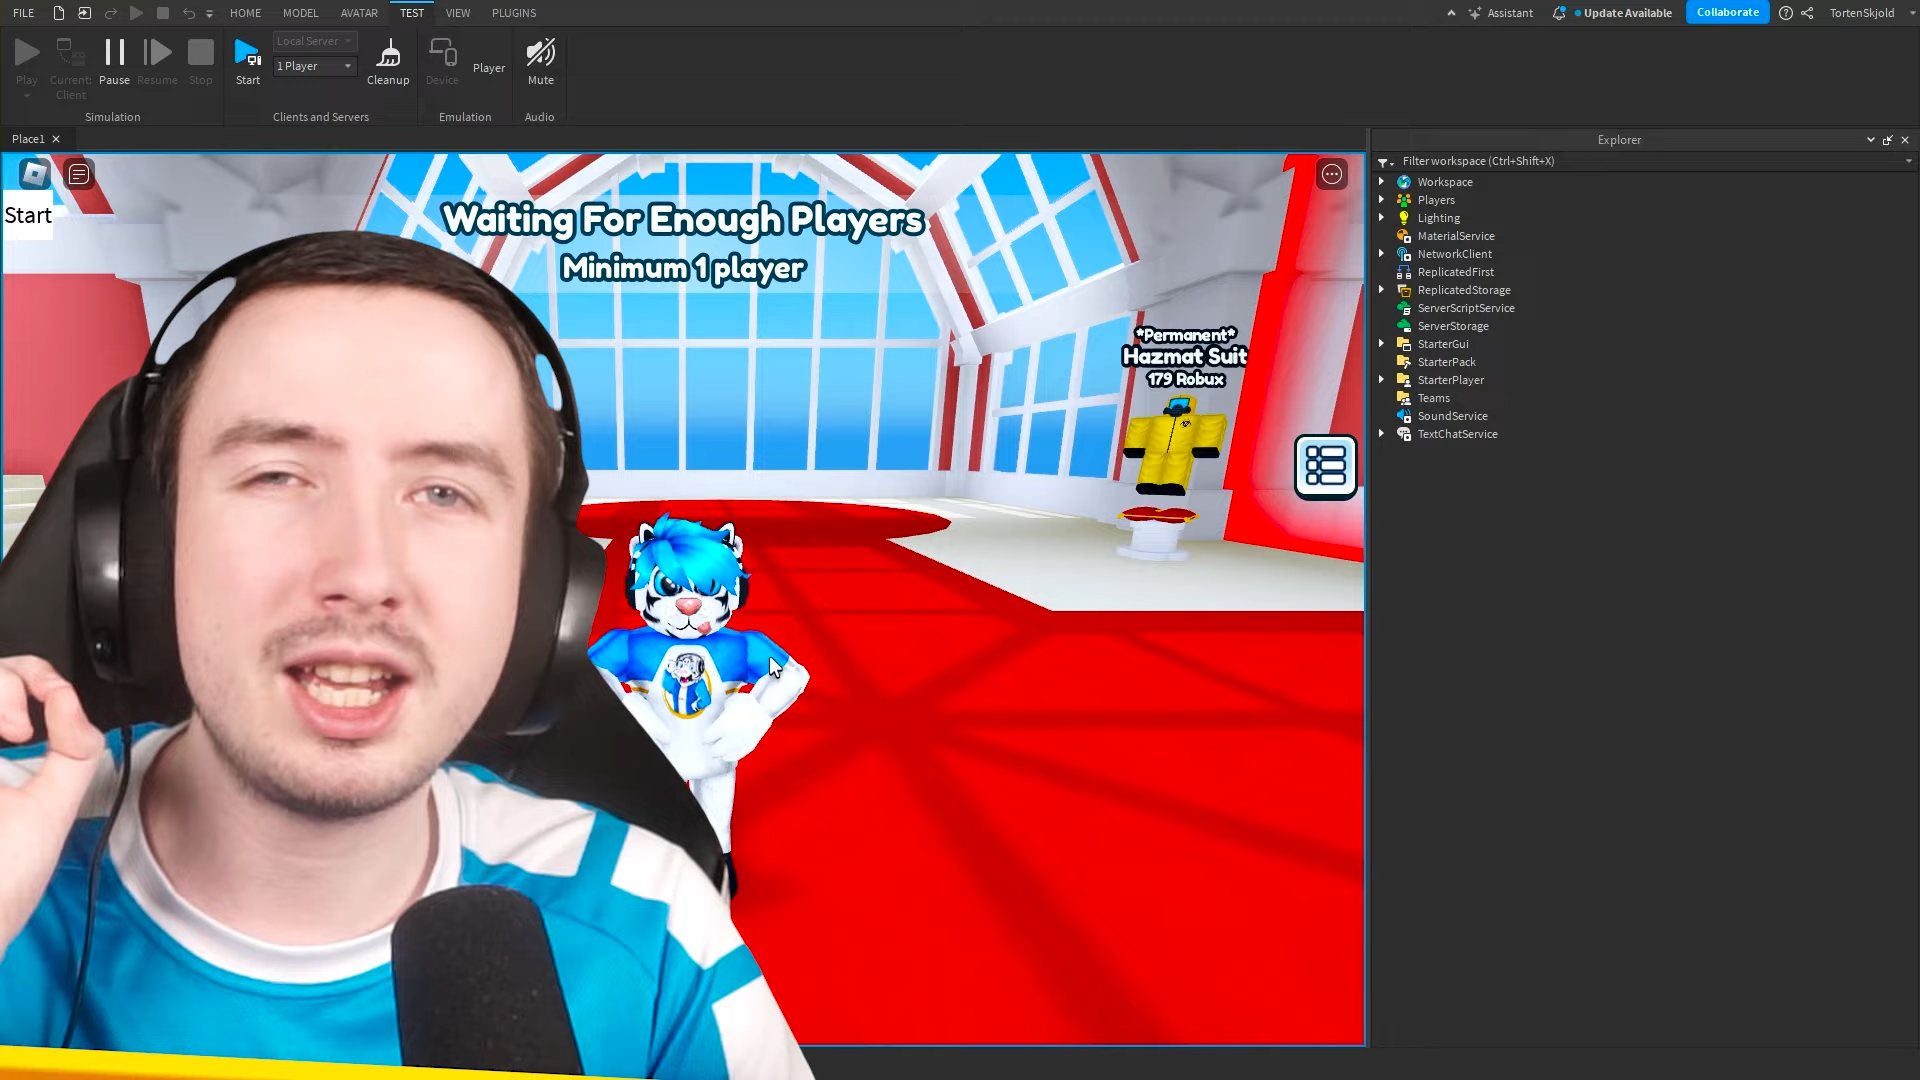 FILE
HOME
MODEL
AVATAR
TEST
VIEW
PLUGINS
Assistant
Update Available
Collaborate
TortenSkjold
Play
Current:
Client
Pause
Resume
Stop
Start
Local Server
1 Player
Cleanup
Device
Player
Mute
Simulation
Clients and Servers
Emulation
Audio
Place1
Explorer
Filter workspace (Ctrl+Shift+X)
Workspace
Players
Lighting
MaterialService
NetworkClient
ReplicatedFirst
ReplicatedStorage
ServerScriptService
ServerStorage
StarterGui
StarterPack
StarterPlayer
Teams
SoundService
TextChatService
Start
Waiting For Enough Players
Minimum 1 player
*Permanent*
Hazmat Suit
179 Robux